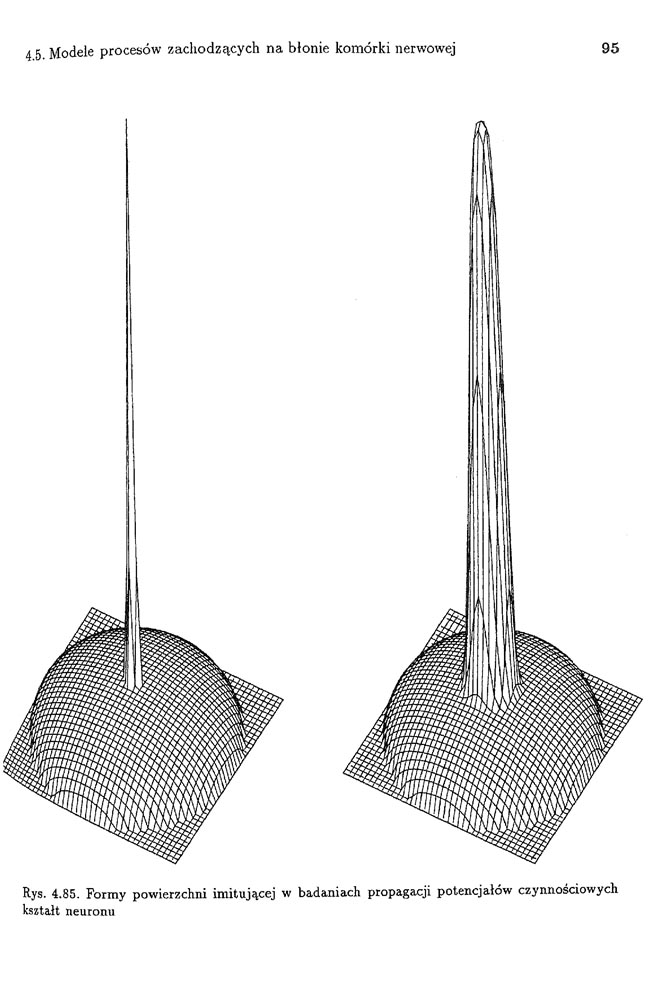 4.5. Modele procesów zachodzących na błonie komórki nerwowej 95
Rys. 4.85. Formy powierzchni imitującej w badaniach propagacji potencjałów czynnościowych
kształt neuronu